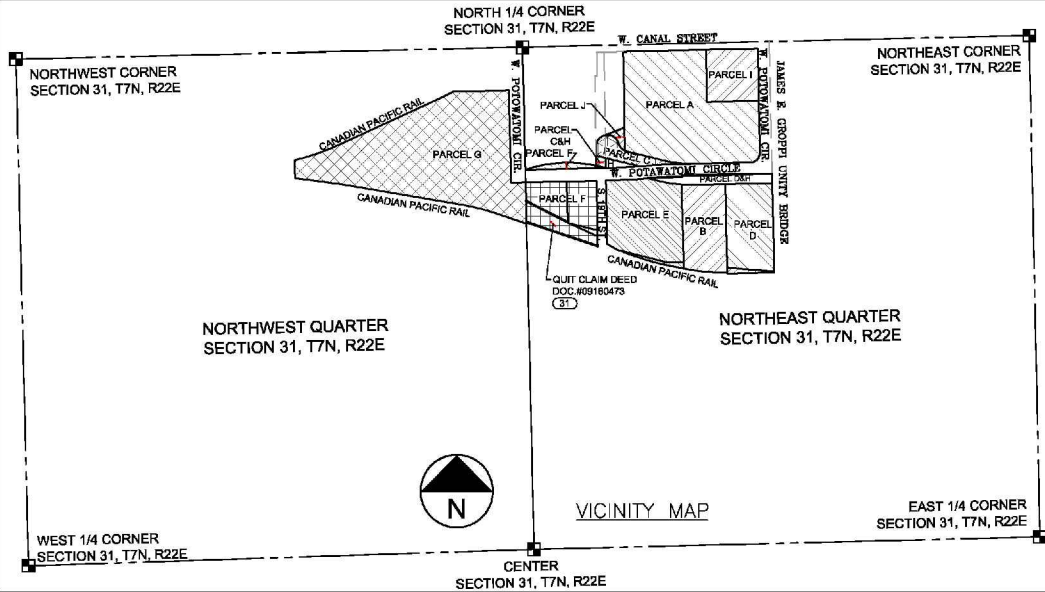 NORTH 1/4 CORNER
SECTION 31, T7N, R22E
NORTHWEST CORNER
SECTION 31, T7N, R22E
NORTHEAST CORNER
SECTION 31, T7N, R22E
W. CANAL STREET
W. POTOWATOMI CIR.
W. POTOWATOMI CIR.
JAMES E. GROPPI UNITY BRIDGE
PARCEL I
PARCEL A
PARCEL J
PARCEL
C&H
PARCEL F
PARCEL C
H
CANADIAN PACIFIC RAIL
PARCEL G
W. POTAWATOMI CIRCLE
PARCEL D&H
CANADIAN PACIFIC RAIL
PARCEL F
S. 19TH ST.
PARCEL E
PARCEL
B
PARCEL
D
CANADIAN PACIFIC RAIL
QUIT CLAIM DEED
DOC.#09160473
31
NORTHWEST QUARTER
SECTION 31, T7N, R22E
NORTHEAST QUARTER
SECTION 31, T7N, R22E
N
VICINITY MAP
WEST 1/4 CORNER
SECTION 31, T7N, R22E
EAST 1/4 CORNER
SECTION 31, T7N, R22E
CENTER
SECTION 31, T7N, R22E